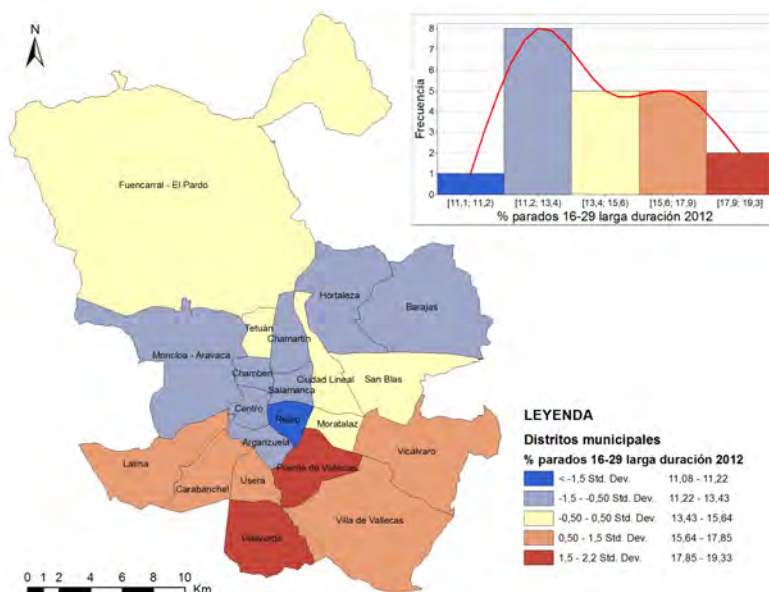 N
8
7
6
5
4
3
2
1
0
Frecuencia
[11,1; 11,2) [11,2; 13,4) [13,4; 15,6) [15,6; 17,9) [17,9; 19,3]
% parados 16-29 larga duración 2012
Fuencarral - El Pardo
Hortaleza
Barajas
Tetuán
Chamartín
Moncloa - Aravaca
Chamberí
Ciudad Lineal
San Blas
Salamanca
Centro
Retiro
Moratalaz
Arganzuela
Vicálvaro
Latina
Puente de Vallecas
Carabanchel
Usera
Villa de Vallecas
Villaverde
LEYENDA
Distritos municipales
% parados 16-29 larga duración 2012
< -1,5 Std. Dev. 11,08 - 11,22
-1,5 - -0,50 Std. Dev. 11,22 - 13,43
-0,50 - 0,50 Std. Dev. 13,43 - 15,64
0,50 - 1,5 Std. Dev. 15,64 - 17,85
1,5 - 2,2 Std. Dev. 17,85 - 19,33
0 1 2 4 6 8 10
Km